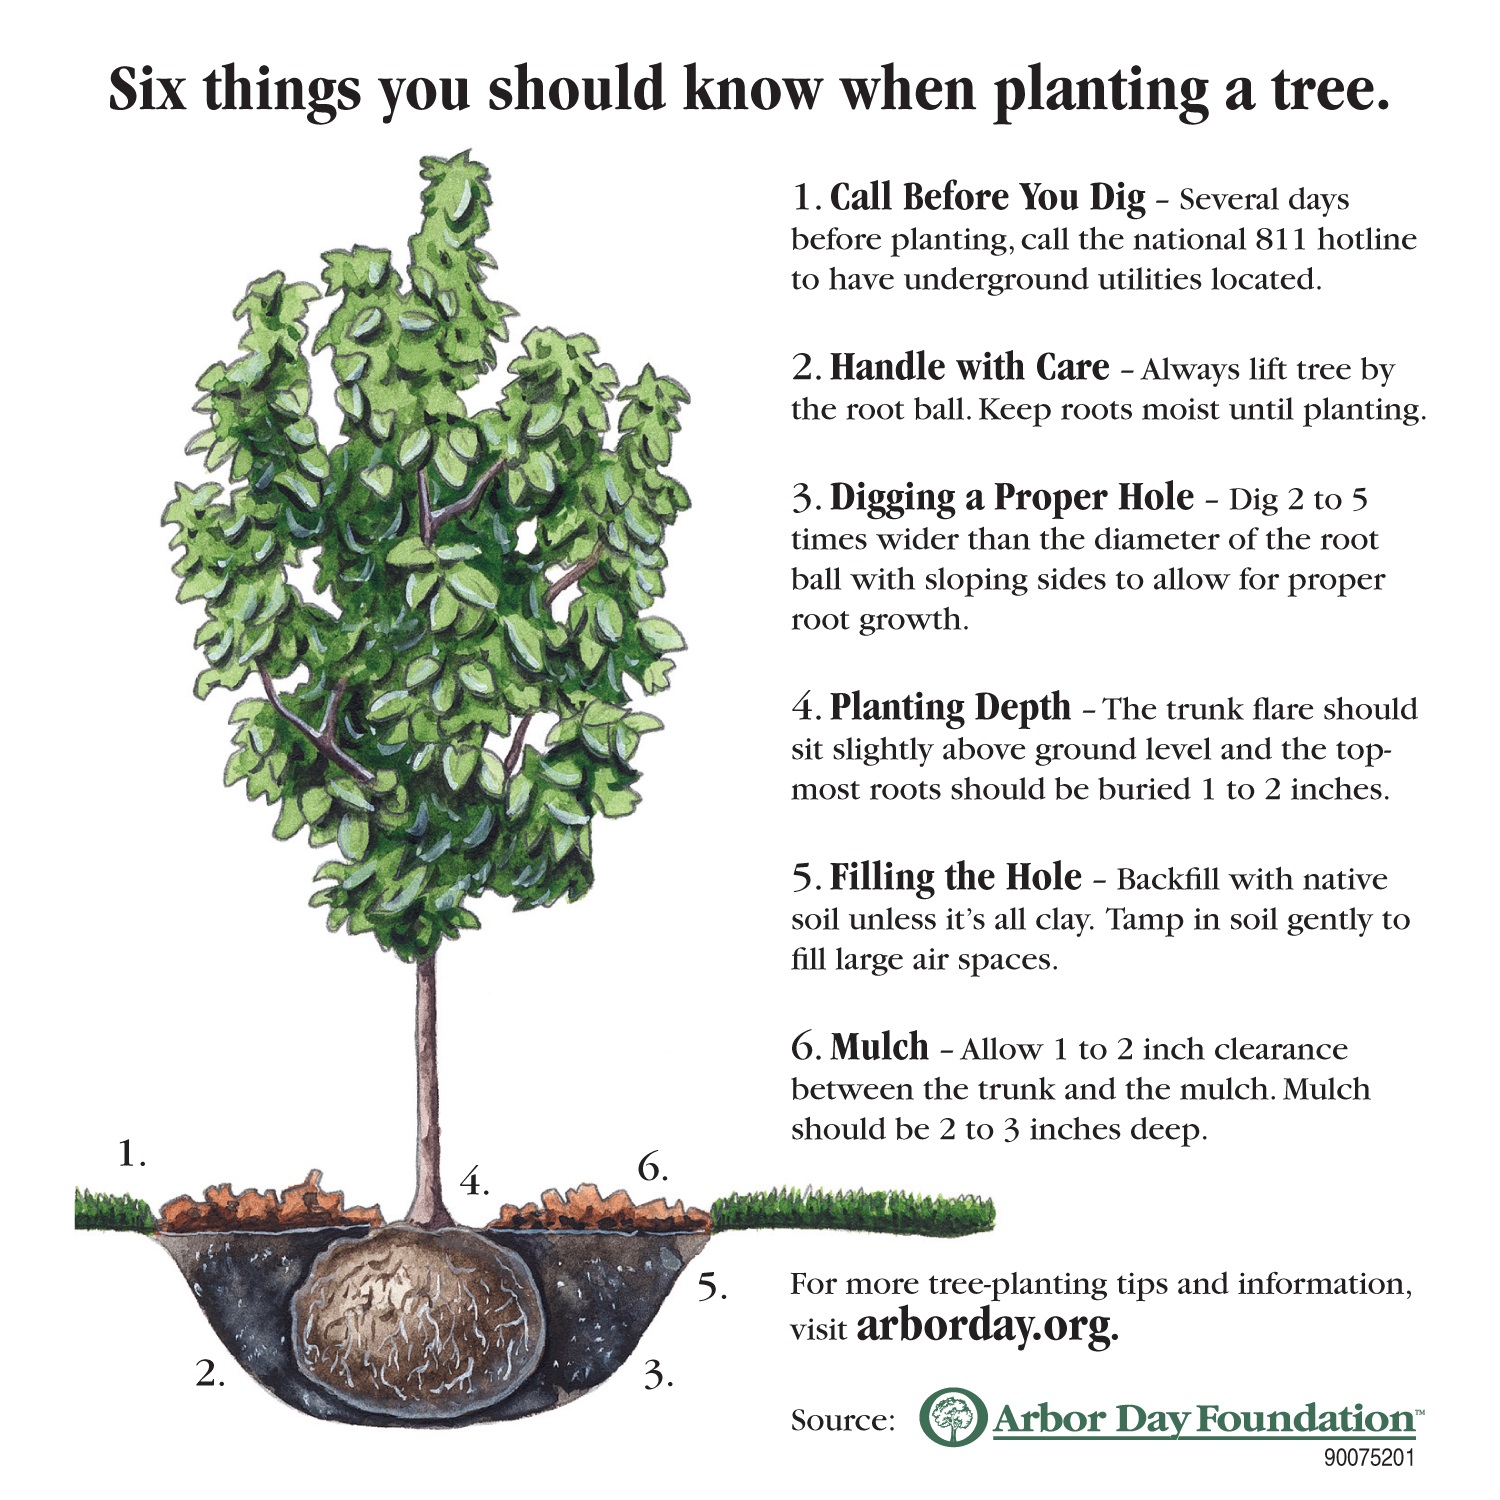 Six things you should know when planting a tree.
1. Call Before You Dig – Several days
before planting, call the national 811 hotline
to have underground utilities located.
2. Handle with Care – Always lift tree by
the root ball. Keep roots moist until planting.
3. Digging a Proper Hole – Dig 2 to 5
times wider than the diameter of the root
ball with sloping sides to allow for proper
root growth.
4. Planting Depth – The trunk flare should
sit slightly above ground level and the top-
most roots should be buried 1 to 2 inches.
5. Filling the Hole – Backfill with native
soil unless it’s all clay. Tamp in soil gently to
fill large air spaces.
6. Mulch – Allow 1 to 2 inch clearance
between the trunk and the mulch. Mulch
should be 2 to 3 inches deep.
1.
4.
6.
5.
2.
3.
For more tree-planting tips and information,
visit arborday.org.
Source: Arbor Day Foundation™
90075201